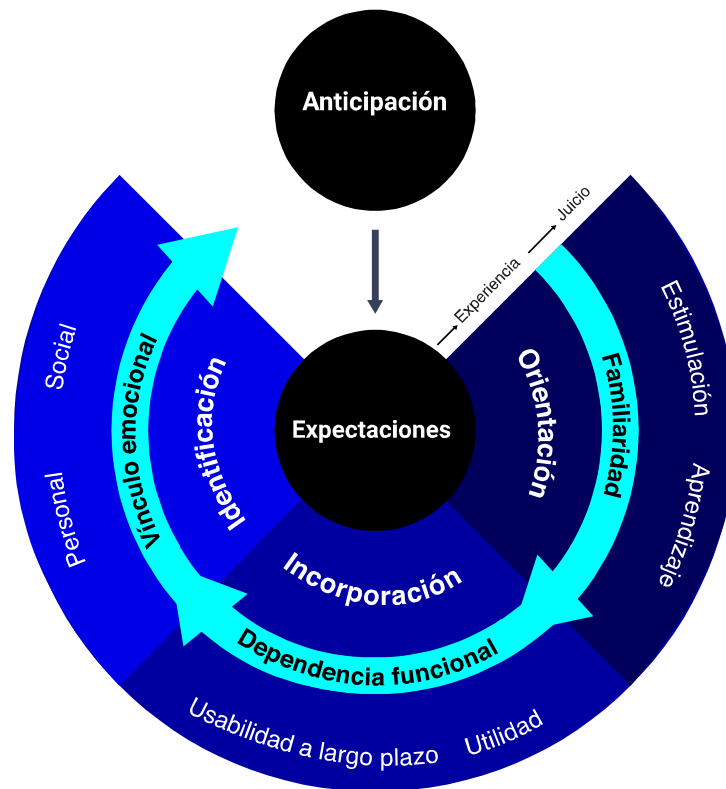 Anticipación
Experiencia
Juicio
Expectaciones
Orientación
Familiaridad
Estimulación
Aprendizaje
Incorporación
Dependencia funcional
Usabilidad a largo plazo
Utilidad
Identificación
Vínculo emocional
Personal
Social